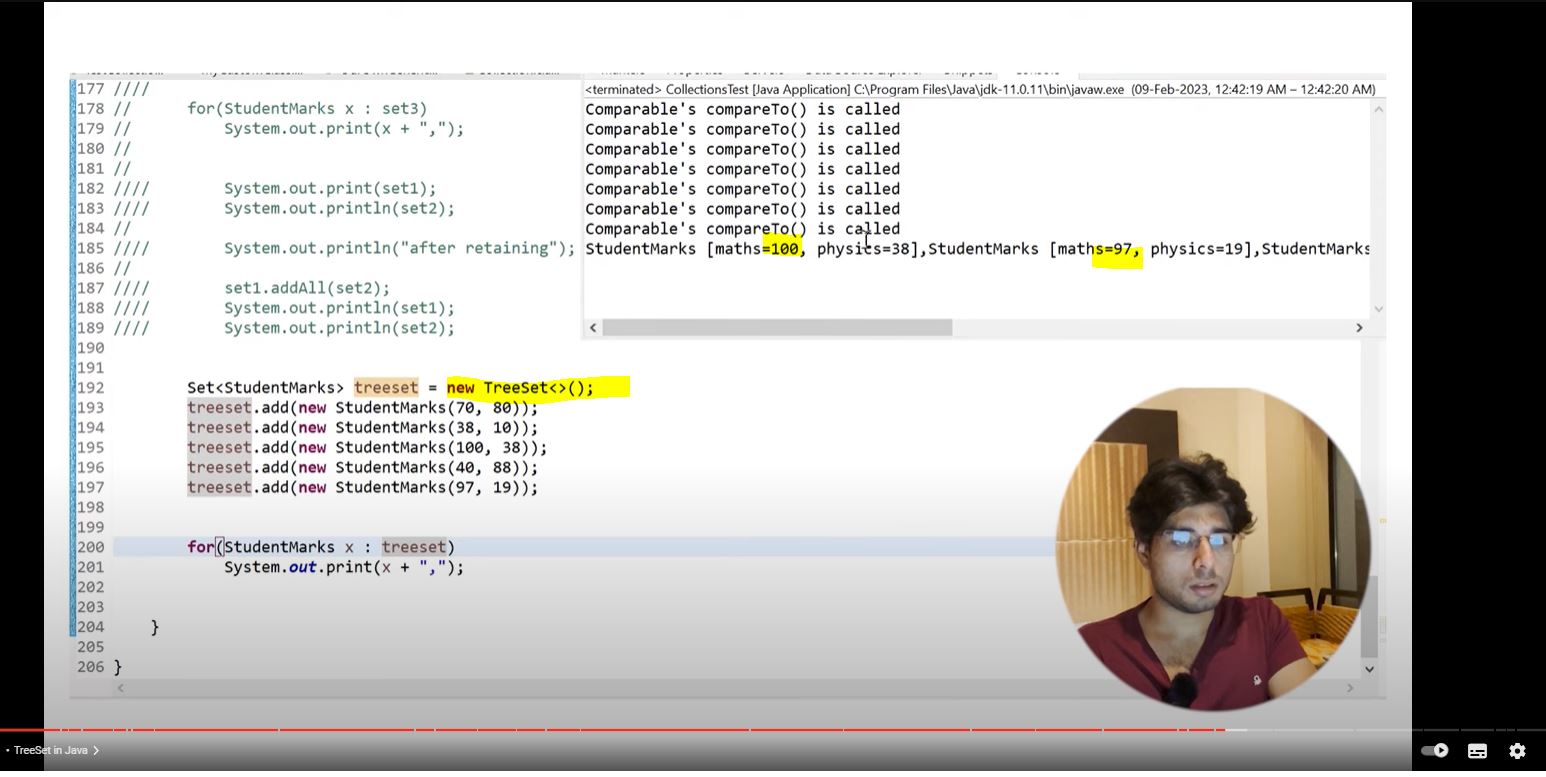 177 ////
178 // for(StudentMarks x : set3)
179 // System.out.print(x + ",");
180 //
181 //
182 //// System.out.print(set1);
183 //// System.out.println(set2);
184 //
185 //// System.out.println("after retaining");
186 //
187 //// set1.addAll(set2);
188 //// System.out.println(set1);
189 //// System.out.println(set2);
190
191
192 Set<StudentMarks> treeset = new TreeSet<>();
193 treeset.add(new StudentMarks(70, 80));
194 treeset.add(new StudentMarks(38, 10));
195 treeset.add(new StudentMarks(100, 38));
196 treeset.add(new StudentMarks(40, 88));
197 treeset.add(new StudentMarks(97, 19));
198
199
200 for(StudentMarks x : treeset)
201 System.out.print(x + ",");
202
203
204 }
205
206 }
<terminated> CollectionsTest [Java Application] C:\Program Files\Java\jdk-11.0.11\bin\javaw.exe (09-Feb-2023, 12:42:19 AM – 12:42:20 AM)
Comparable's compareTo() is called
Comparable's compareTo() is called
Comparable's compareTo() is called
Comparable's compareTo() is called
Comparable's compareTo() is called
Comparable's compareTo() is called
Comparable's compareTo() is called
StudentMarks [maths=100, physics=38],StudentMarks [maths=97, physics=19],StudentMarks
• TreeSet in Java